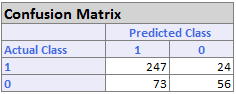 Confusion Matrix
Predicted Class
Actual Class 1 0
1 247 24
0 73 56